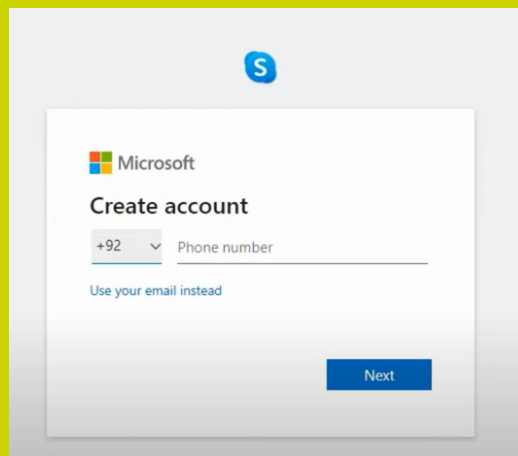 S
Microsoft
Create account
+92 Phone number
Use your email instead
Next